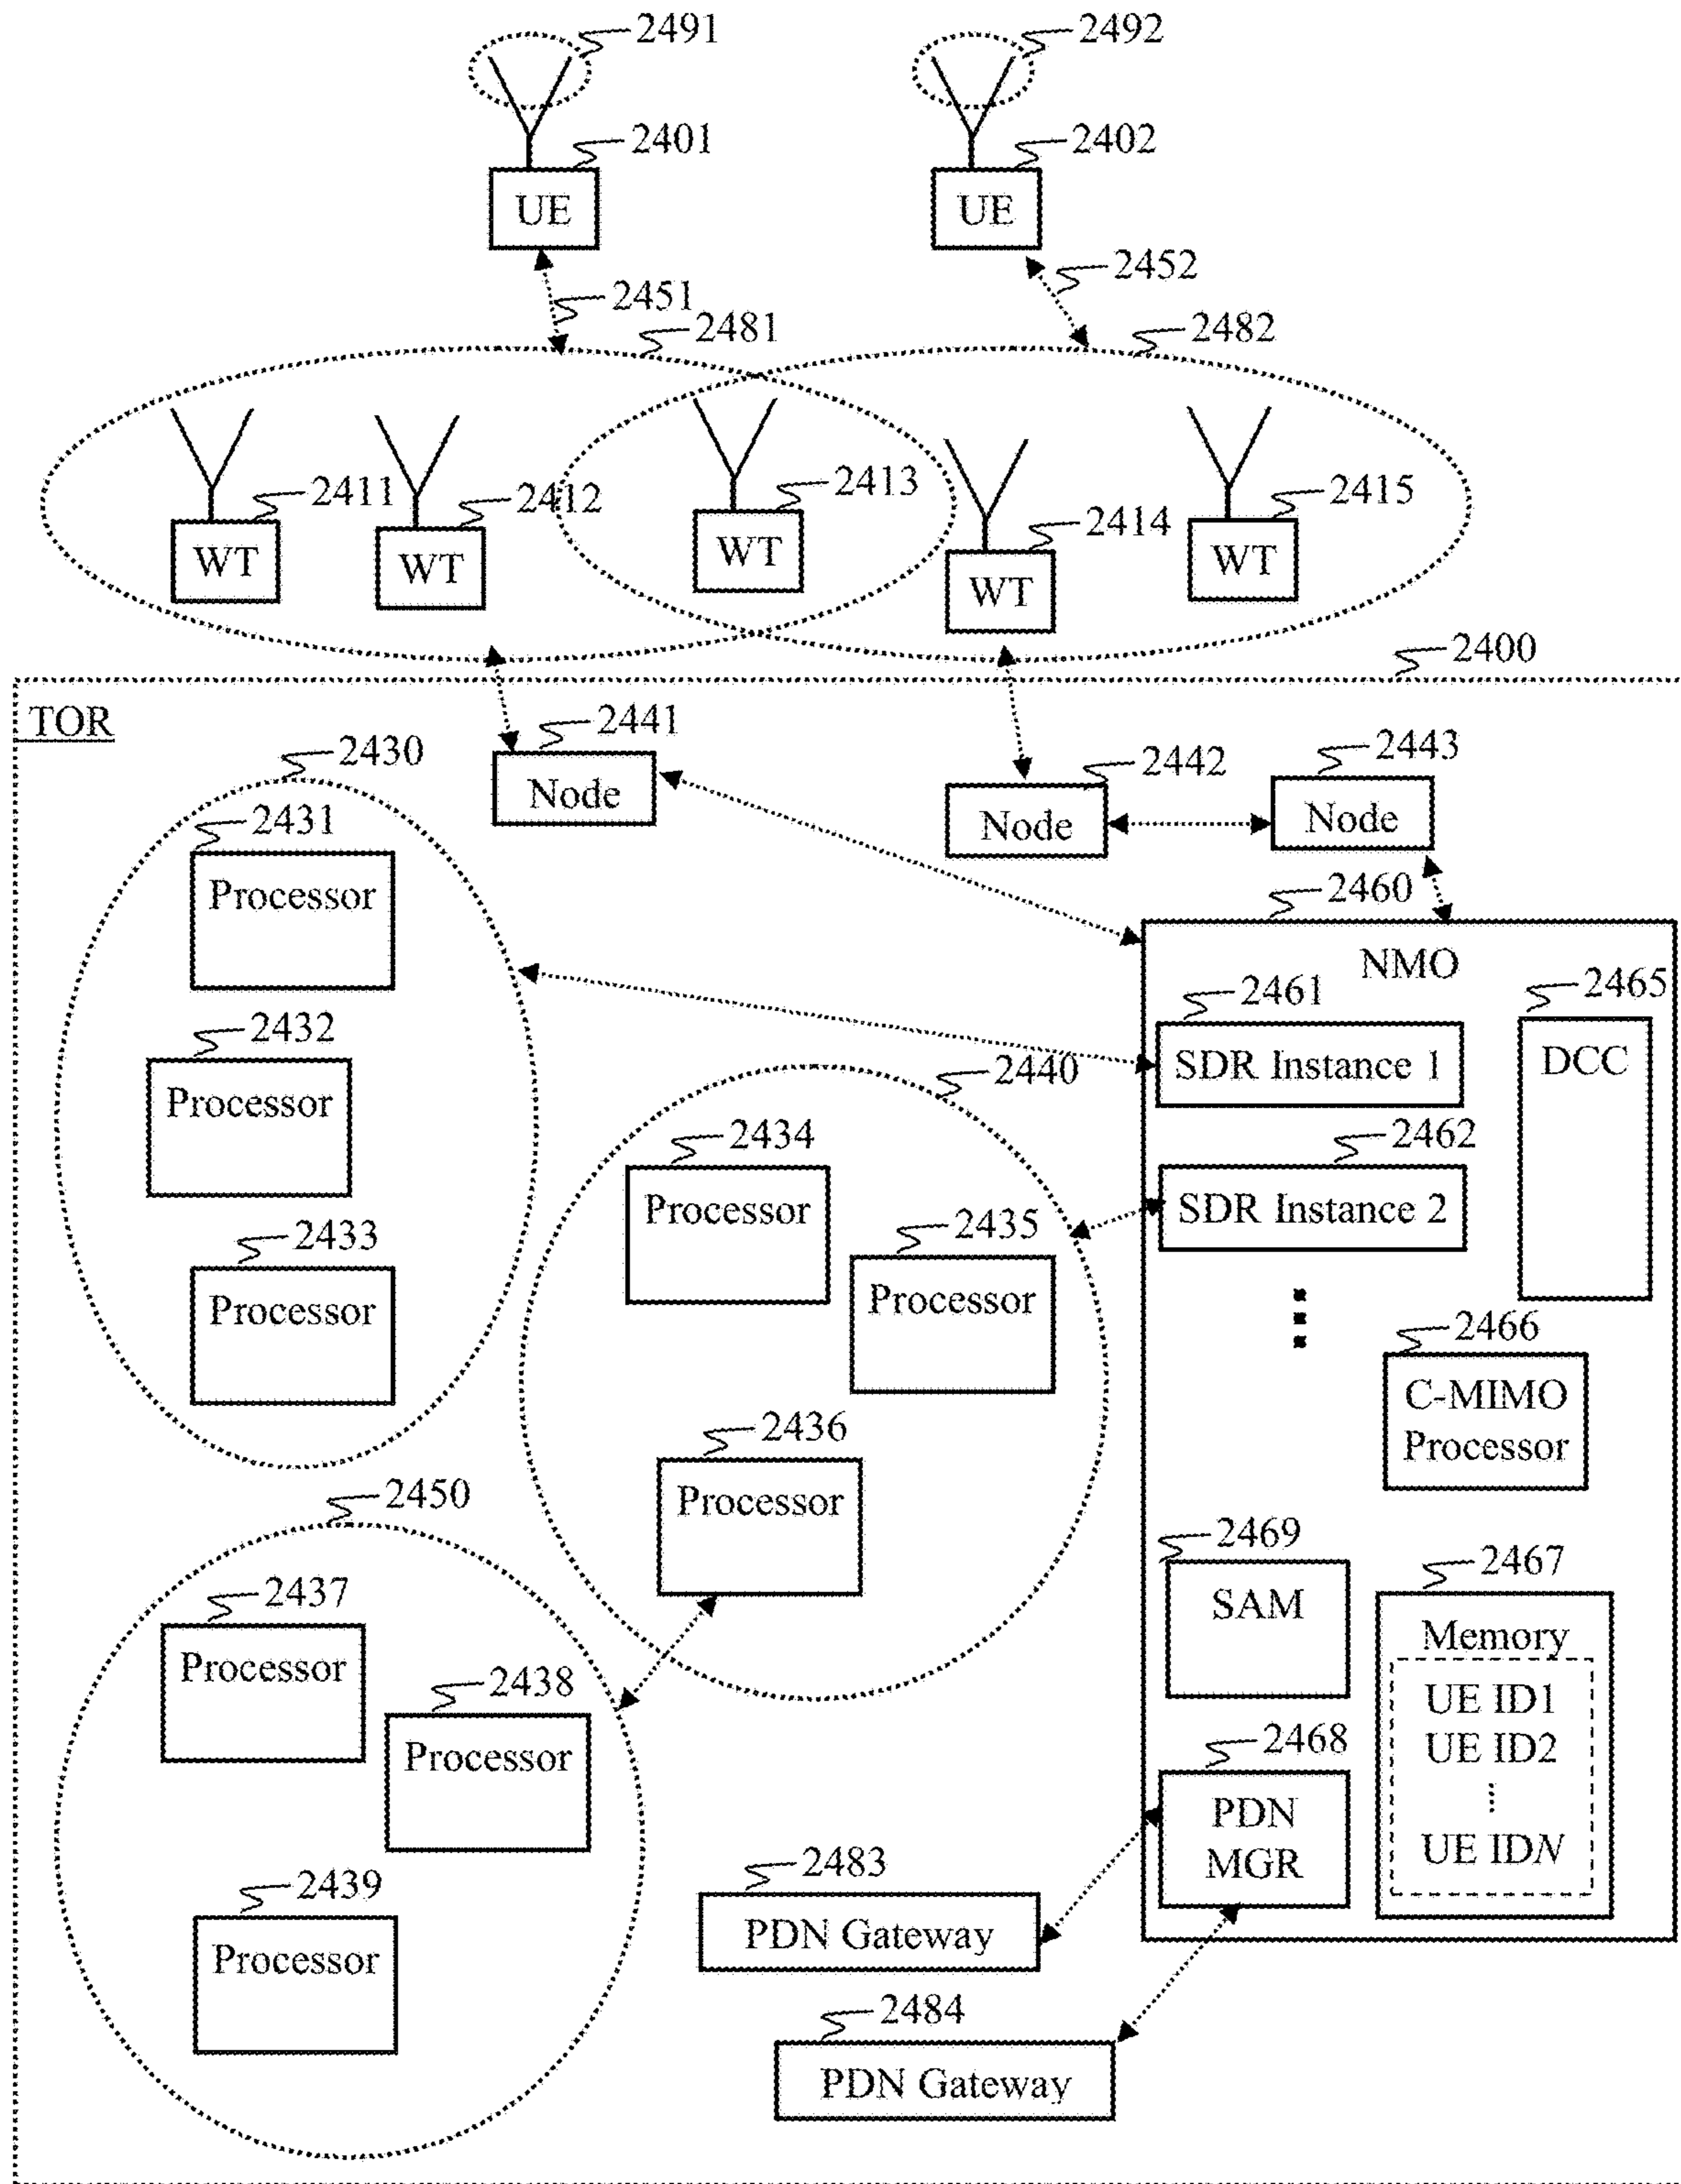 2491
2492
2401
2402
UE
UE
2451
2452
2481
2482
2411
2412
2413
2414
2415
WT
WT
WT
WT
WT
2400
TOR
2430
2441
2442
2443
Node
Node
Node
2431
Processor
2460
NMO
2461
2465
SDR Instance 1
DCC
2432
Processor
2440
2462
SDR Instance 2
2434
Processor
2435
Processor
2433
Processor
2466
C-MIMO
Processor
2436
Processor
2450
2469
SAM
2467
Memory
UE ID1
UE ID2
UE IDN
2437
Processor
2438
Processor
2468
PDN
MGR
2439
Processor
2483
PDN Gateway
2484
PDN Gateway